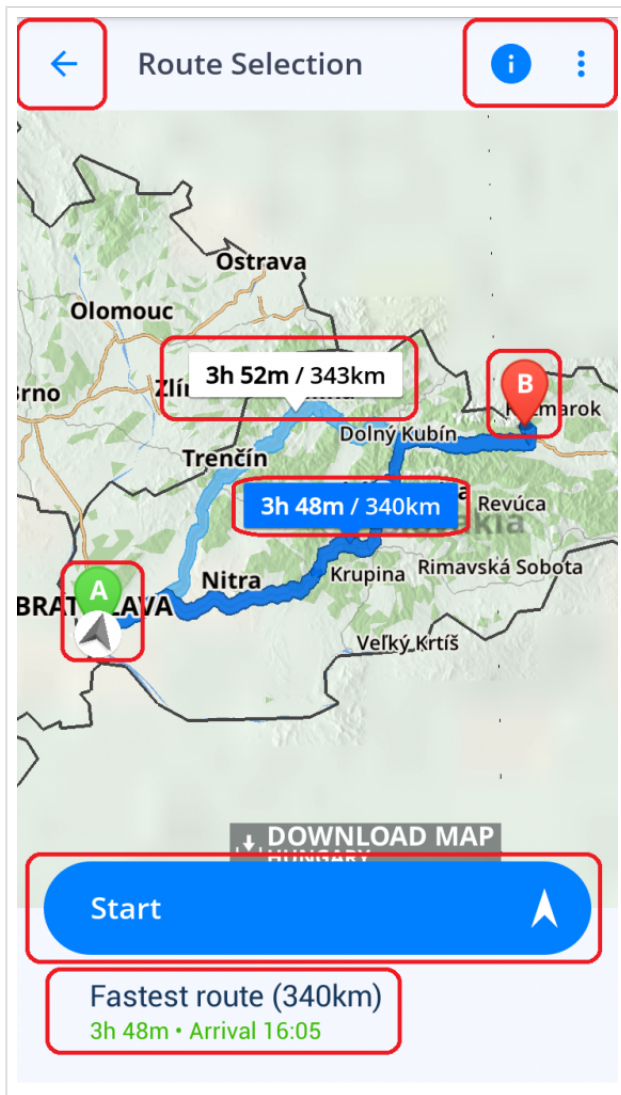 Route Selection
Ostrava
Olomouc
3h 52m / 343km
B
Dolný Kubín
Trenčín
3h 48m / 340km
Revúca
A
Nitra
Krupina
Rimavská Sobota
Veľký Krtíš
DOWNLOAD MAP
HUNGARY
Start
Fastest route (340km)
3h 48m • Arrival 16:05